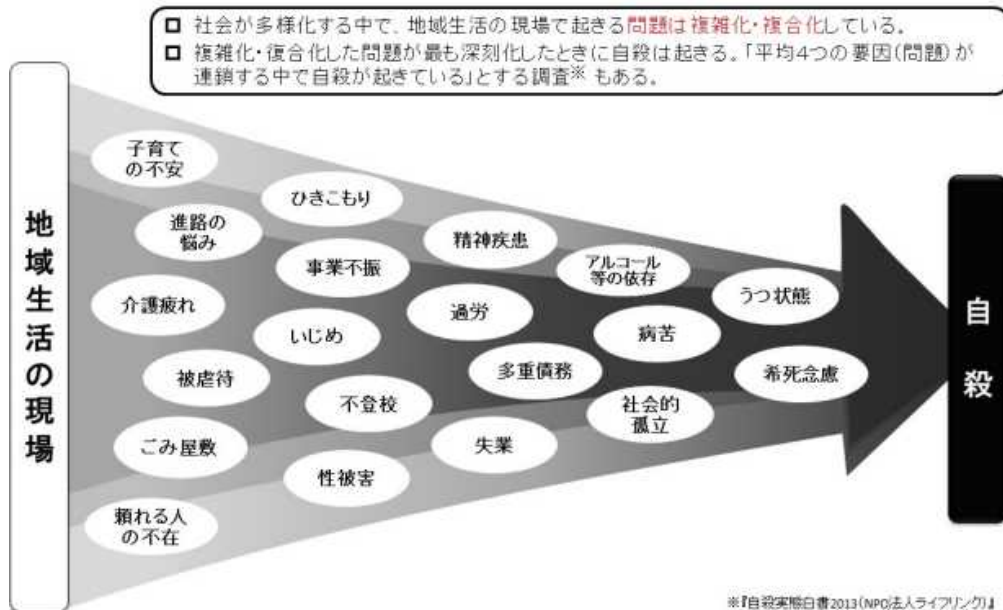 □ 社会が多様化する中で、地域生活の現場で起きる問題は複雑化・複合化している。
□ 複雑化・複合化した問題が最も深刻化したときに自殺は起きる。「平均4つの要因(問題)が
連鎖する中で自殺が起きている」とする調査※もある。
地域生活の現場
子育て
の不安
進路の
悩み
介護疲れ
被虐待
ごみ屋敷
頼れる人
の不在
ひきこもり
事業不振
いじめ
不登校
性被害
精神疾患
過労
多重債務
失業
アルコール
等の依存
病苦
社会的
孤立
うつ状態
希死念慮
自殺
※『自殺実態白書2013(NPO法人ライフリンク)』